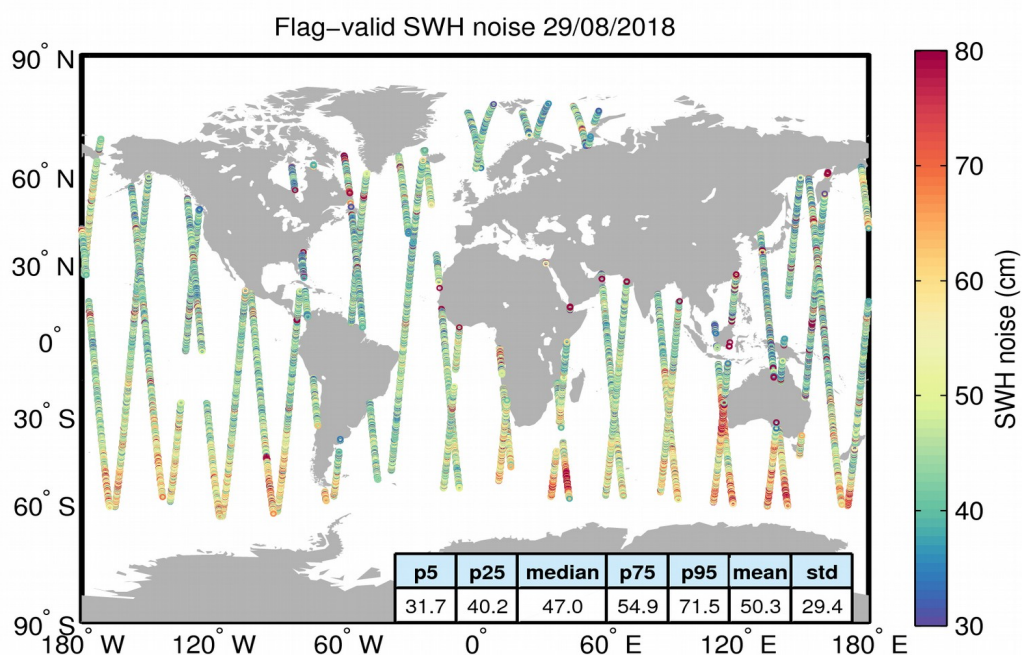 Flag−valid SWH noise 29/08/2018
90° N
60° N
30° N
0°
30° S
60° S
90° S
180° W
120° W
60° W
0°
60° E
120° E
180° E
80
70
60
50
40
30
SWH noise (cm)
p5 p25 median p75 p95 mean std
31.7 40.2 47.0 54.9 71.5 50.3 29.4